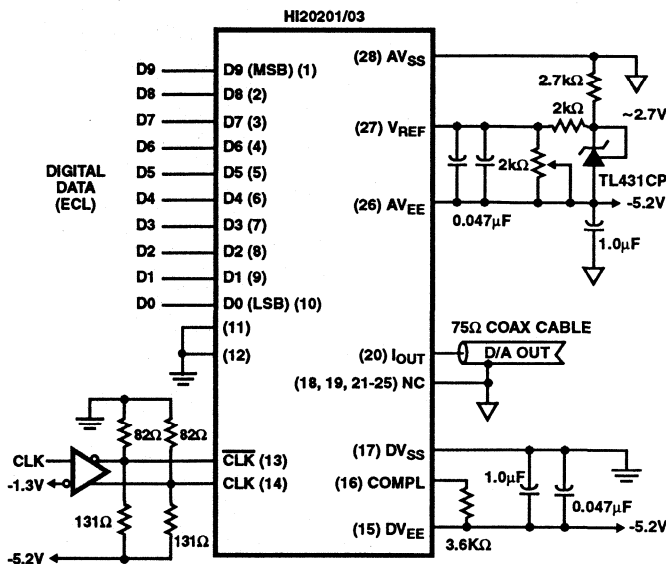 HI20201/03
(28) AVSS
D9 D9 (MSB) (1)
D8 D8 (2)
D7 D7 (3)
D6 D6 (4)
D5 D5 (5)
D4 D4 (6)
D3 D3 (7)
D2 D2 (8)
D1 D1 (9)
D0 D0 (LSB) (10)
DIGITAL
DATA
(ECL)
(11)
(12)
2.7kΩ
2kΩ
~2.7V
(27) VREF
2kΩ
TL431CP
(26) AVEE
-5.2V
0.047μF
1.0μF
75Ω COAX CABLE
(20) IOUT
D/A OUT
(18, 19, 21-25) NC
82Ω
82Ω
CLK
CLK (13)
-1.3V
CLK (14)
131Ω
131Ω
-5.2V
(17) DVSS
1.0μF
(16) COMPL
0.047μF
(15) DVEE
-5.2V
3.6KΩ